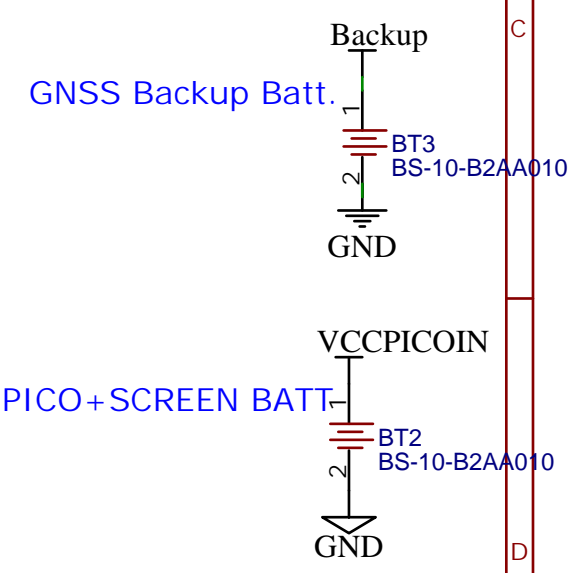 Backup
C
GNSS Backup Batt.
1
BT3
BS-10-B2AA010
2
GND
VCCPICOIN
PICO+SCREEN BATT
1
BT2
BS-10-B2AA010
2
GND
D